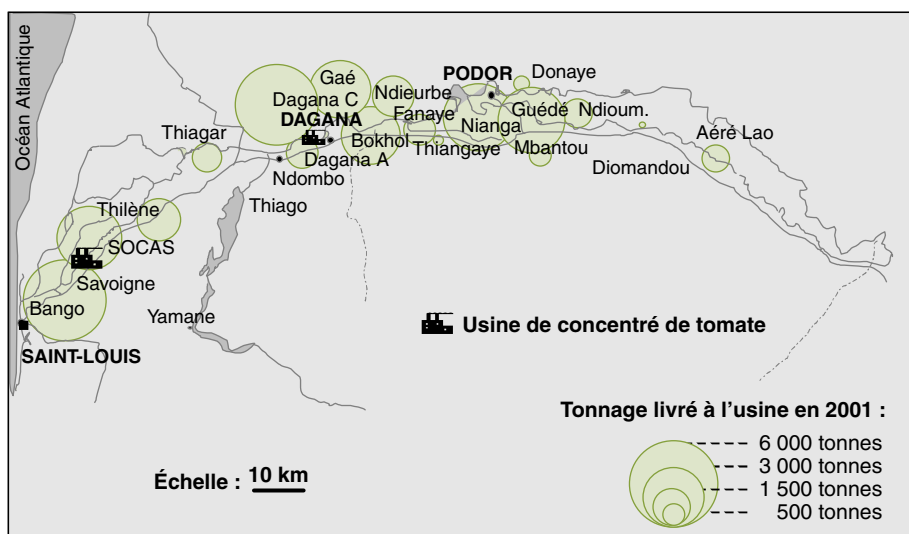 Océan Atlantique
PODOR
Donaye
Gaé
Ndieurbe
Dagana C
Guédé
Ndioum.
Fanaye
DAGANA
Nianga
Thiagar
Bokhol
Aéré Lao
Dagana A
Thiangaye
Mbantou
Diomandou
Ndombo
Thiago
Thilène
SOCAS
Savoigne
Bango
Yamane
SAINT-LOUIS
Usine de concentré de tomate
Tonnage livré à l'usine en 2001 :
6 000 tonnes
3 000 tonnes
1 500 tonnes
500 tonnes
Échelle : 10 km